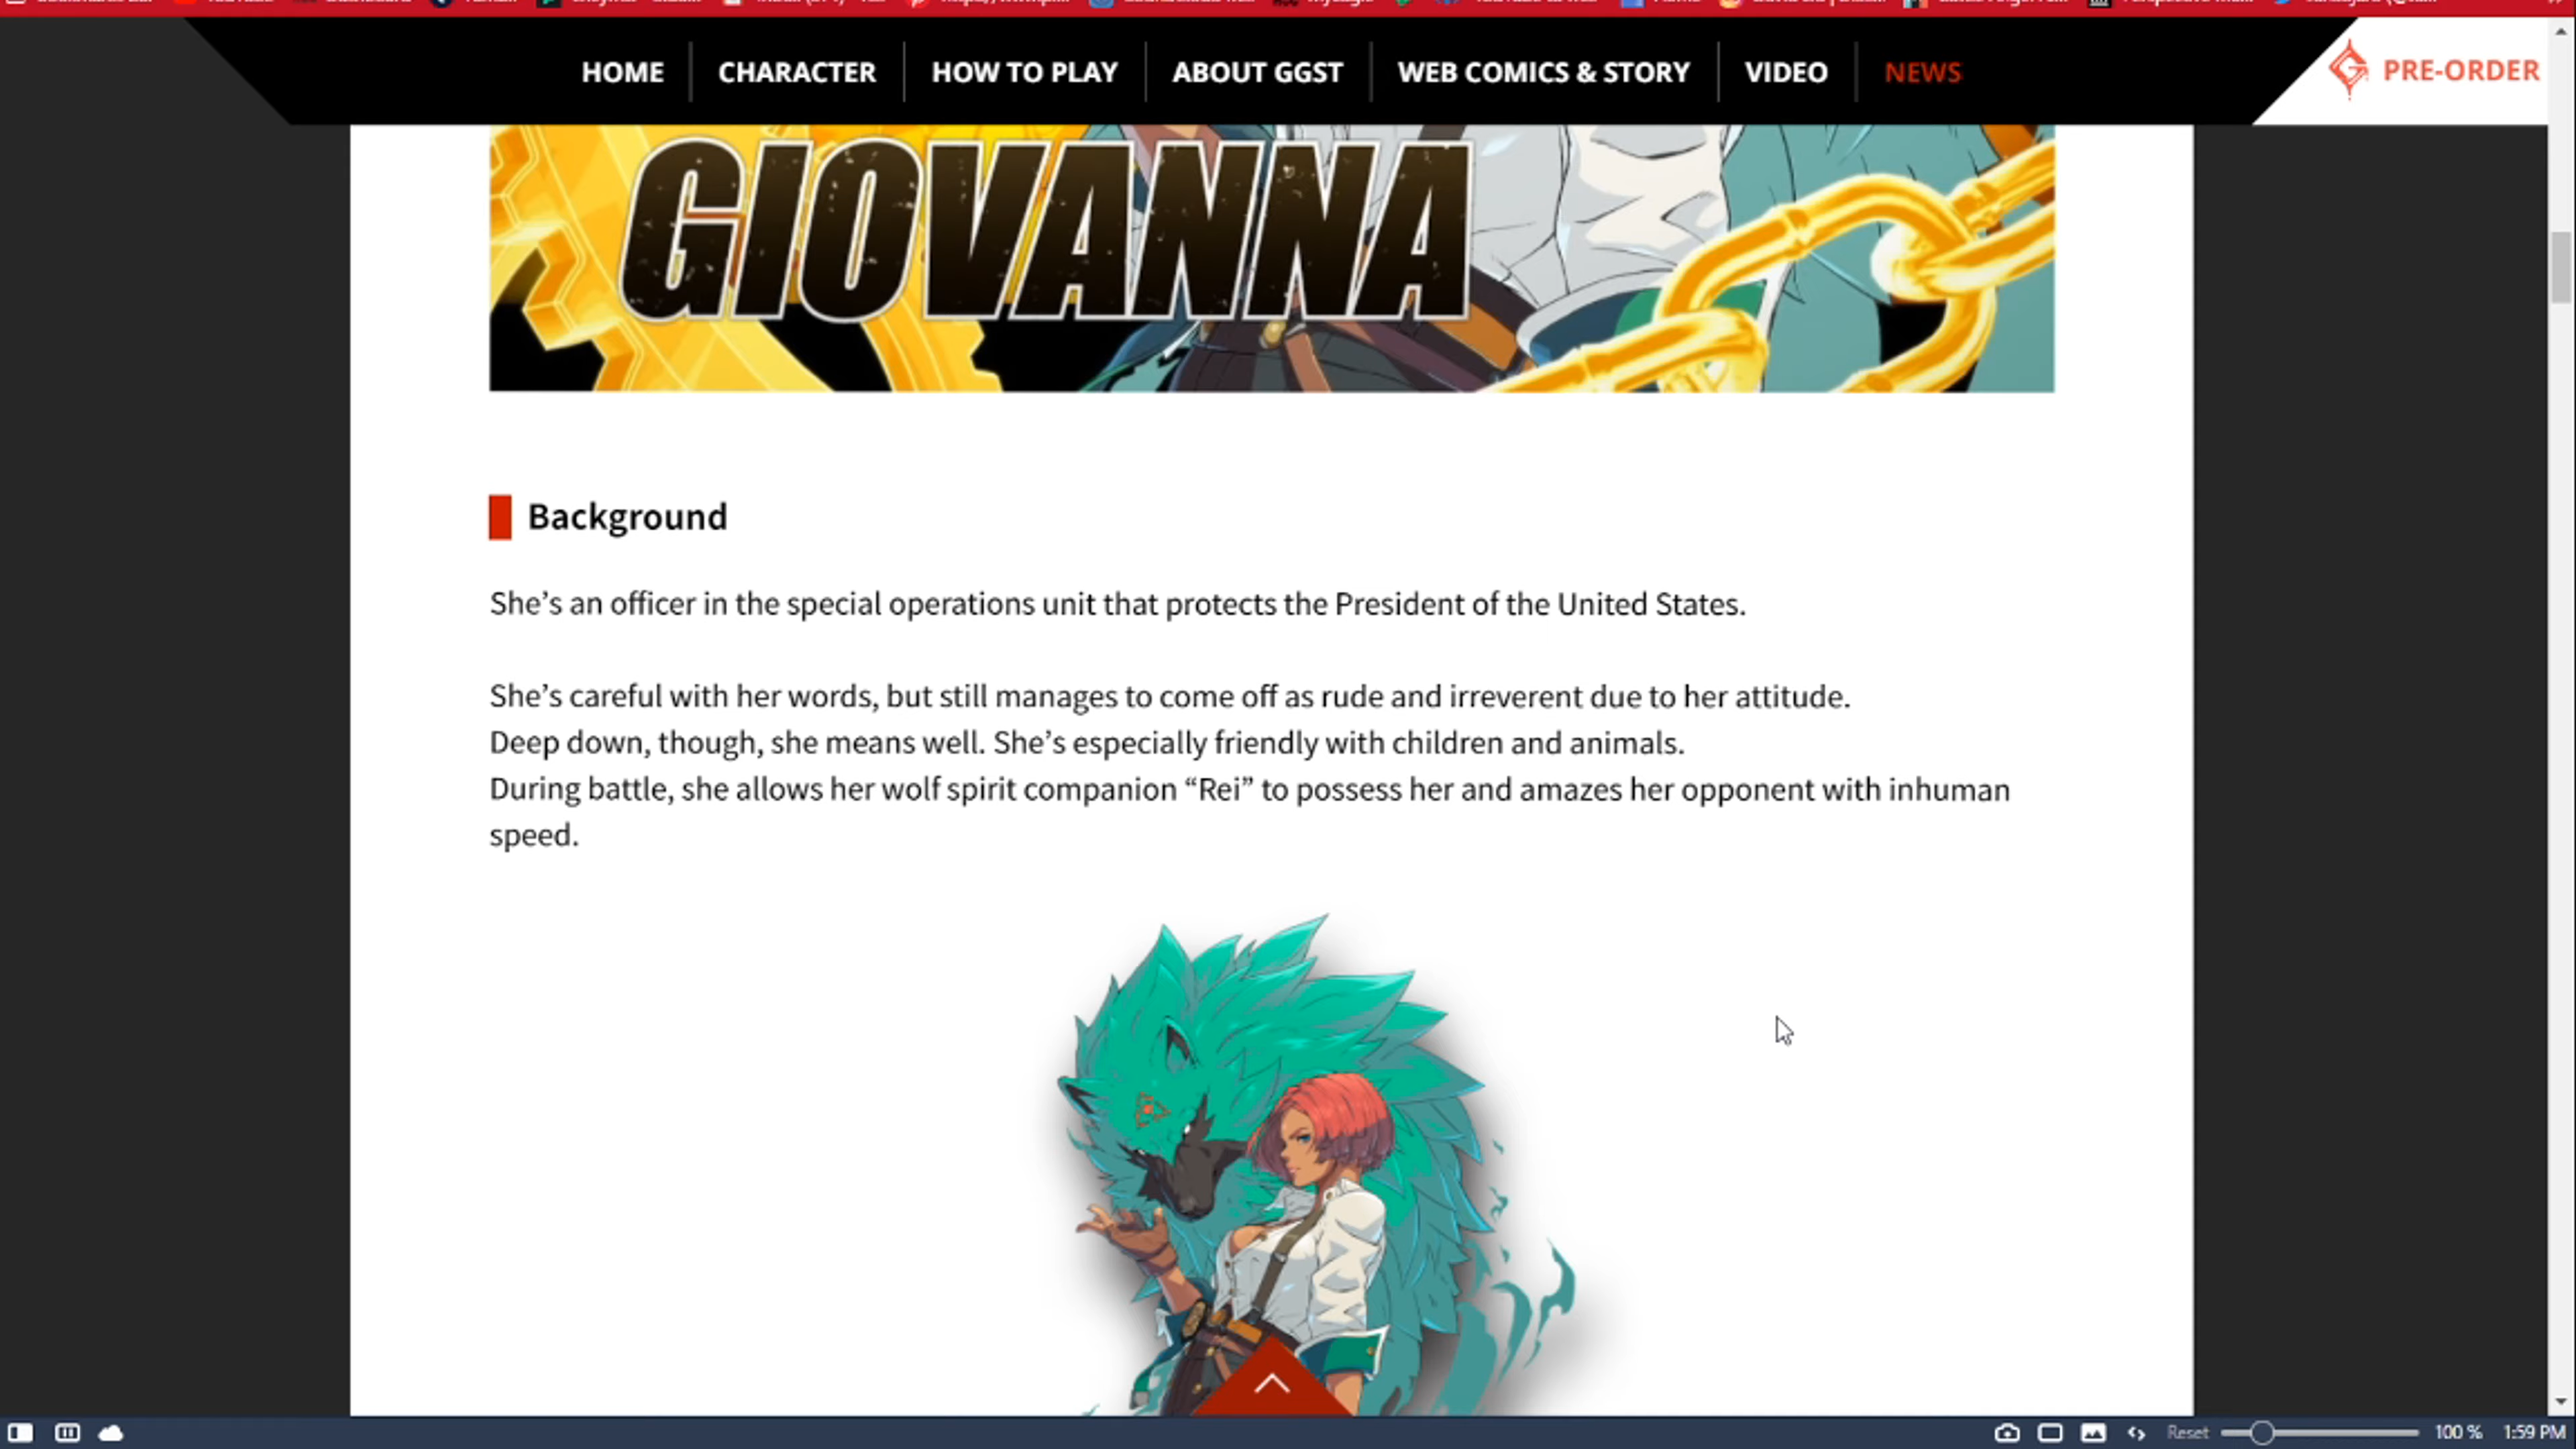 HOME
CHARACTER
HOW TO PLAY
ABOUT GGST
WEB COMICS & STORY
VIDEO
NEWS
PRE-ORDER
GIOVANNA
Background
She’s an officer in the special operations unit that protects the President of the United States.
She’s careful with her words, but still manages to come off as rude and irreverent due to her attitude.
Deep down, though, she means well. She’s especially friendly with children and animals.
During battle, she allows her wolf spirit companion “Rei” to possess her and amazes her opponent with inhuman
speed.
Reset
100 %
1:59 PM